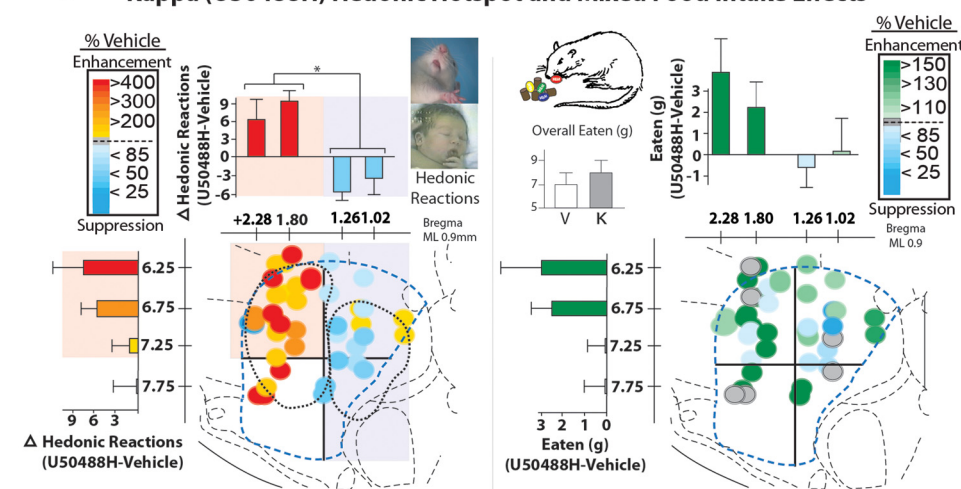 Kappa (U50488H) Hedonic Hotspot and Mixed Food Intake Effects
% Vehicle
Enhancement
>400
>300
>200
< 85
< 50
< 25
Suppression
Δ Hedonic Reactions
(U50488H-Vehicle)
9
6
3
0
-3
-6
*
Hedonic
Reactions
+2.28 1.80 1.26 1.02
Bregma
ML 0.9mm
6.25
6.75
7.25
7.75
9 6 3
Δ Hedonic Reactions
(U50488H-Vehicle)
Overall Eaten (g)
9
7
5
V K
Eaten (g)
(U50488H-Vehicle)
3
2
1
0
-1
% Vehicle
Enhancement
>150
>130
>110
< 85
< 50
< 25
Suppression
2.28 1.80 1.26 1.02
Bregma
ML 0.9
6.25
6.75
7.25
7.75
3 2 1 0
Eaten (g)
(U50488H-Vehicle)